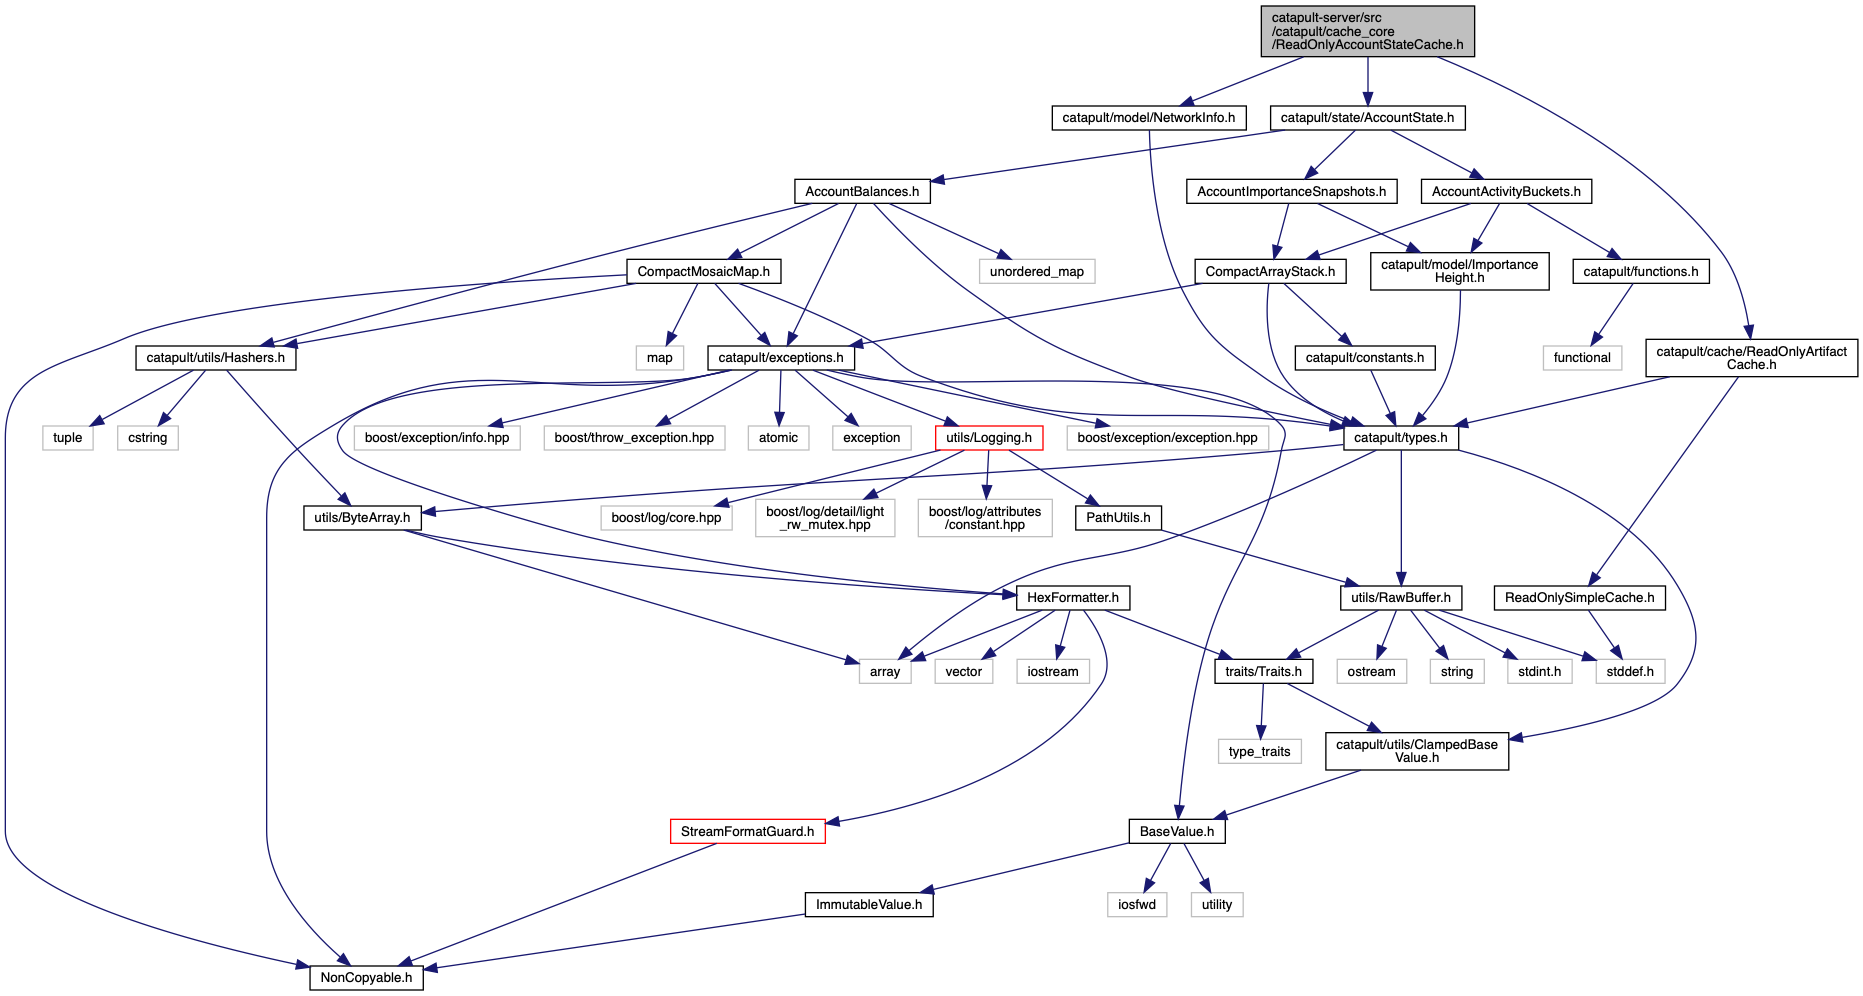 catapult-server/src
/catapult/cache_core
/ReadOnlyAccountStateCache.h
catapult/model/NetworkInfo.h
catapult/state/AccountState.h
AccountBalances.h
AccountImportanceSnapshots.h
AccountActivityBuckets.h
CompactMosaicMap.h
unordered_map
CompactArrayStack.h
catapult/model/Importance
Height.h
catapult/functions.h
catapult/utils/Hashers.h
map
catapult/exceptions.h
catapult/constants.h
functional
catapult/cache/ReadOnlyArtifact
Cache.h
tuple
cstring
boost/exception/info.hpp
boost/throw_exception.hpp
atomic
exception
utils/Logging.h
boost/exception/exception.hpp
catapult/types.h
utils/ByteArray.h
boost/log/core.hpp
boost/log/detail/light
_rw_mutex.hpp
boost/log/attributes
/constant.hpp
PathUtils.h
HexFormatter.h
utils/RawBuffer.h
ReadOnlySimpleCache.h
array
vector
iostream
traits/Traits.h
ostream
string
stdint.h
stddef.h
type_traits
catapult/utils/ClampedBase
Value.h
StreamFormatGuard.h
BaseValue.h
ImmutableValue.h
iosfwd
utility
NonCopyable.h